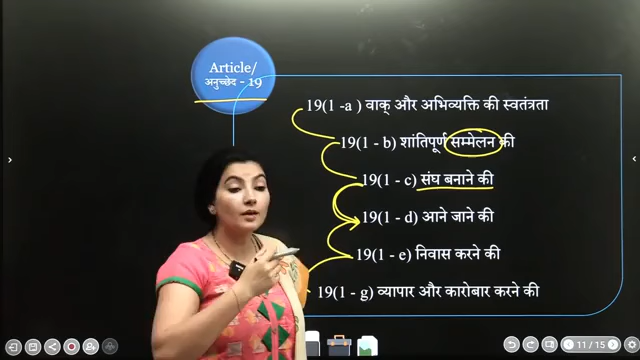 Article/
अनुच्छेद - 19
19(1 -a ) वाक् और अभिव्यक्ति की स्वतंत्रता
19(1 - b) शांतिपूर्ण सम्मेलन की
19(1 - c) संघ बनाने की
19(1 - d) आने जाने की
19(1 - e) निवास करने की
19(1 - g) व्यापार और कारोबार करने की
11 / 15